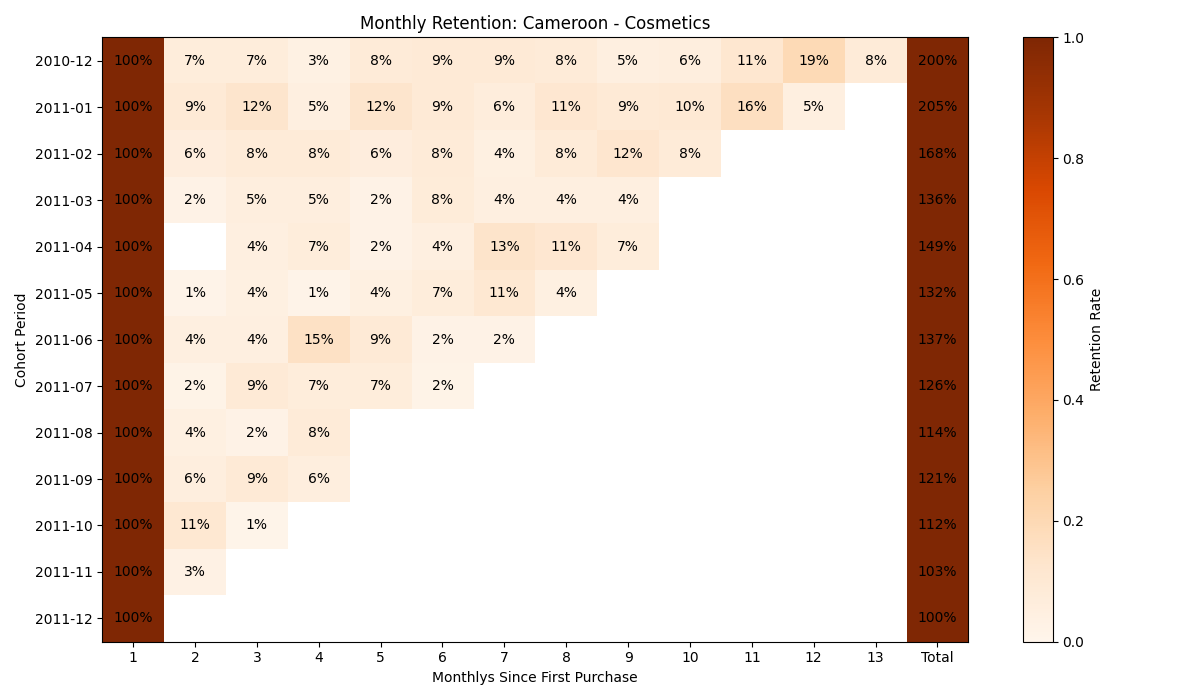 Monthly Retention: Cameroon - Cosmetics
2010-12 100% 7% 7% 3% 8% 9% 9% 8% 5% 6% 11% 19% 8% 200%
2011-01 100% 9% 12% 5% 12% 9% 6% 11% 9% 10% 16% 5% 205%
2011-02 100% 6% 8% 8% 6% 8% 4% 8% 12% 8% 168%
2011-03 100% 2% 5% 5% 2% 8% 4% 4% 4% 136%
2011-04 100% 4% 7% 2% 4% 13% 11% 7% 149%
2011-05 100% 1% 4% 1% 4% 7% 11% 4% 132%
2011-06 100% 4% 4% 15% 9% 2% 2% 137%
2011-07 100% 2% 9% 7% 7% 2% 126%
2011-08 100% 4% 2% 8% 114%
2011-09 100% 6% 9% 6% 121%
2011-10 100% 11% 1% 112%
2011-11 100% 3% 103%
2011-12 100% 100%
1 2 3 4 5 6 7 8 9 10 11 12 13 Total
Monthlys Since First Purchase
Cohort Period
1.0
0.8
0.6
0.4
0.2
0.0
Retention Rate